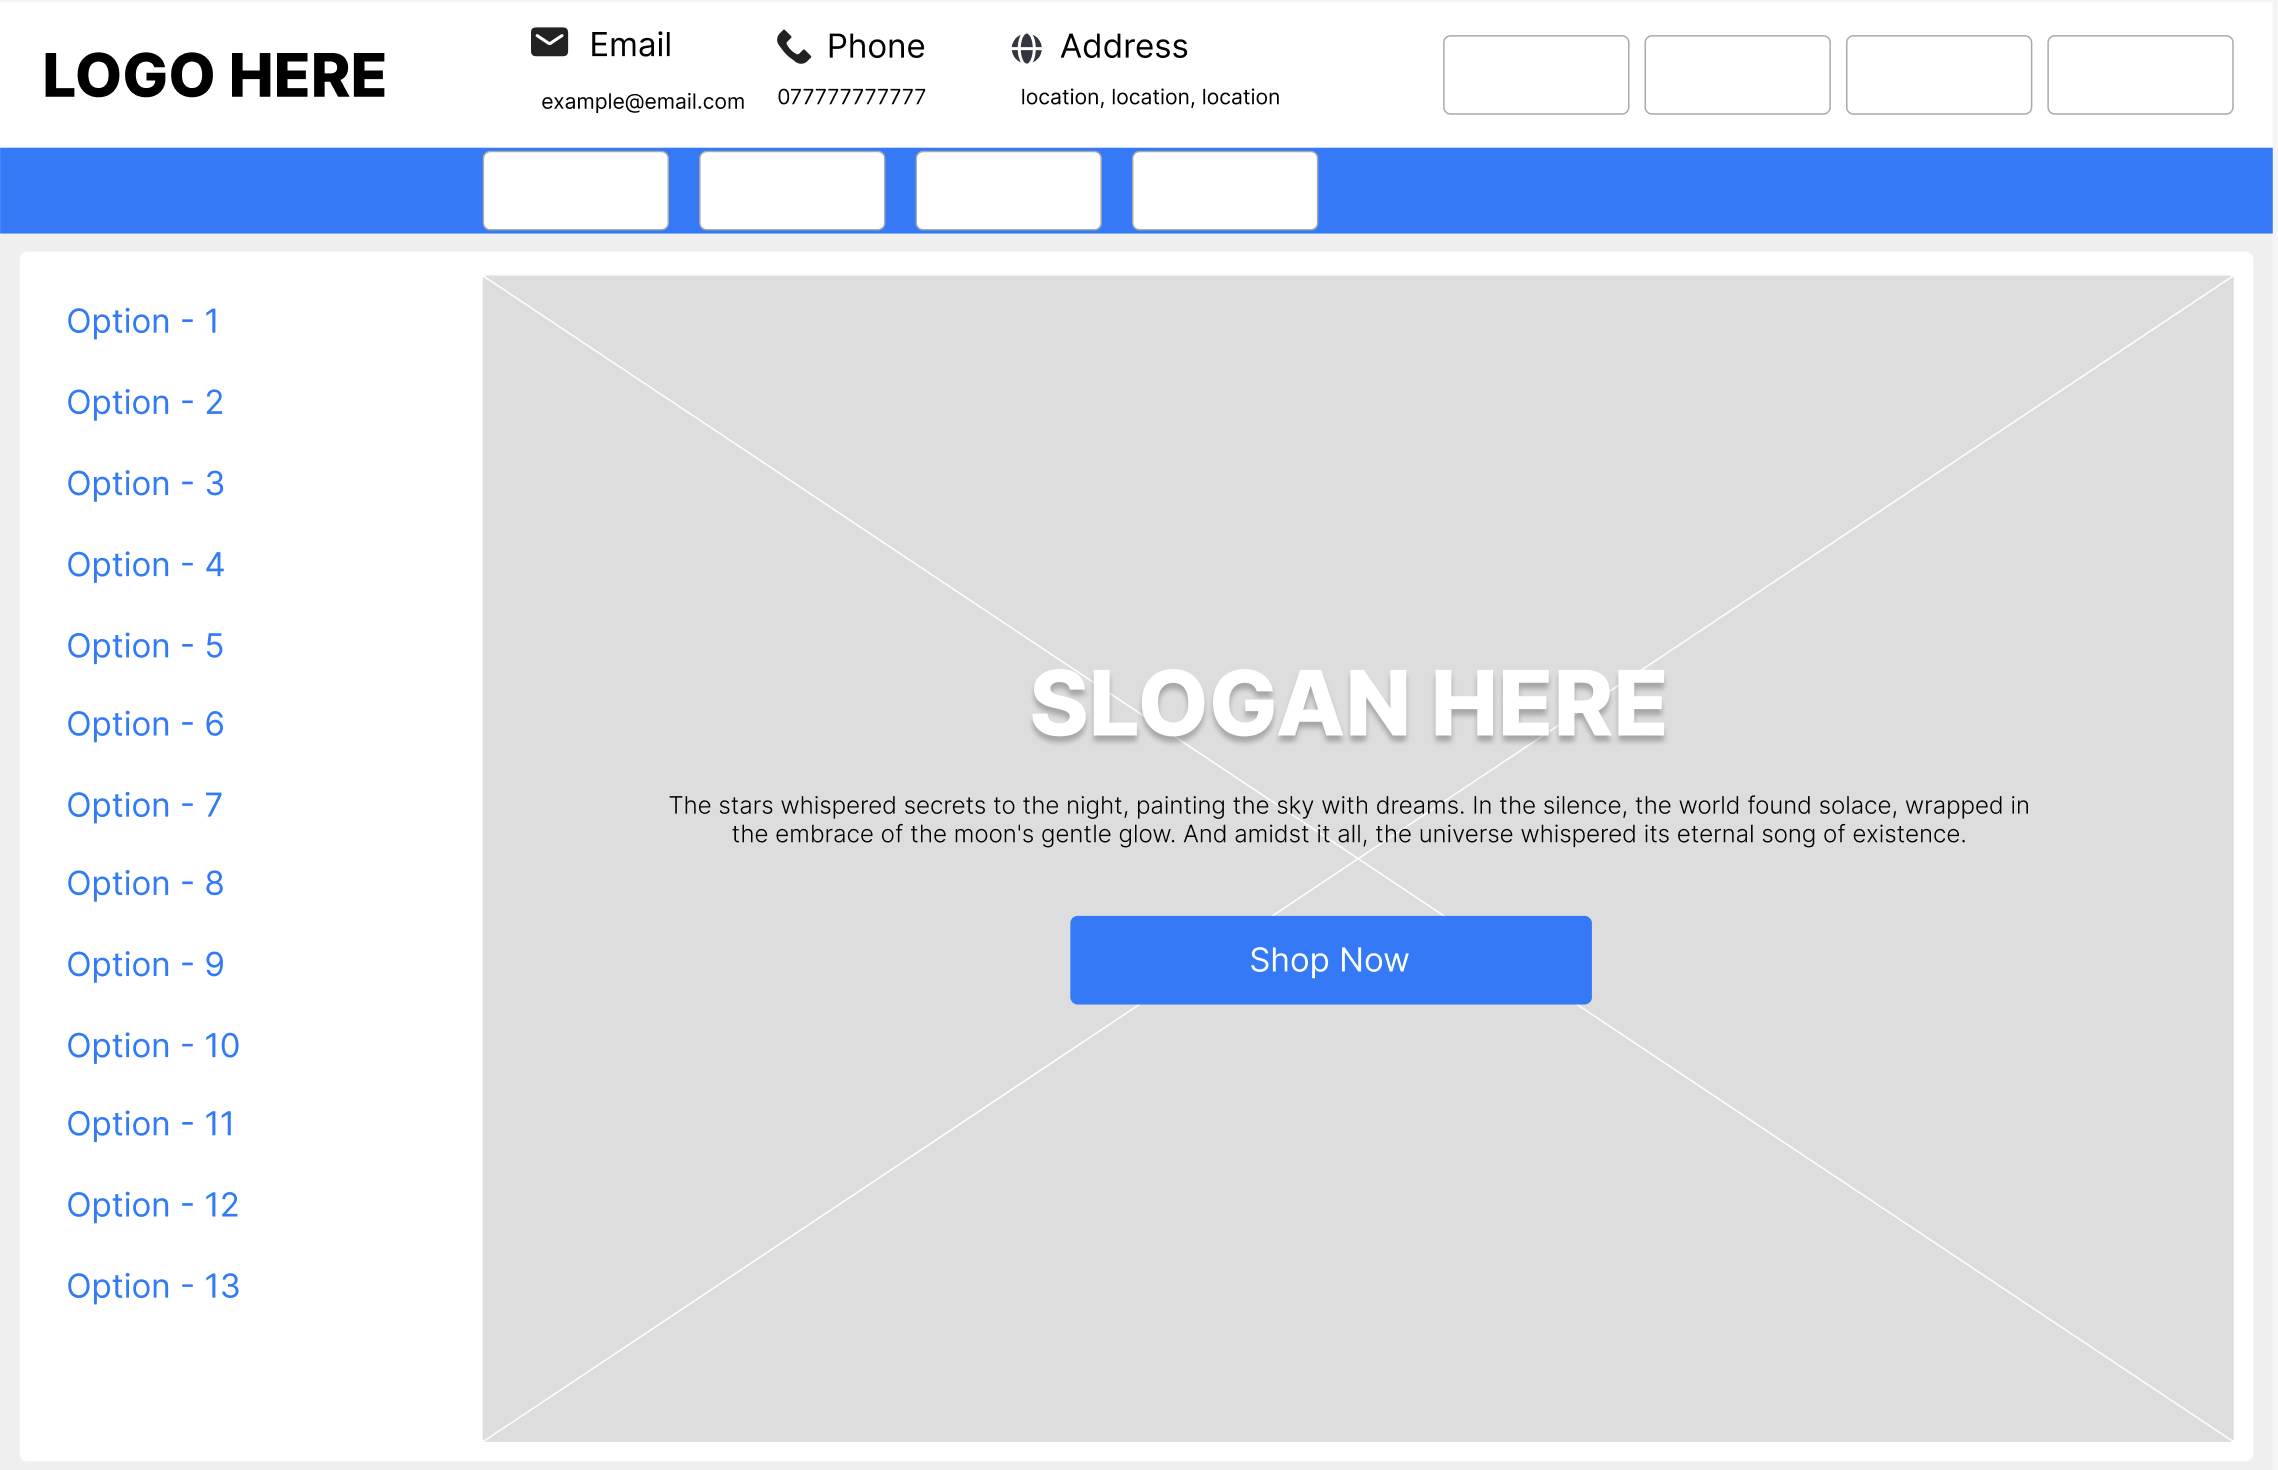 LOGO HERE
Email
example@email.com
Phone
077777777777
Address
location, location, location
Option - 1
Option - 2
Option - 3
Option - 4
Option - 5
Option - 6
Option - 7
Option - 8
Option - 9
Option - 10
Option - 11
Option - 12
Option - 13
SLOGAN HERE
The stars whispered secrets to the night, painting the sky with dreams. In the silence, the world found solace, wrapped in
the embrace of the moon's gentle glow. And amidst it all, the universe whispered its eternal song of existence.
Shop Now